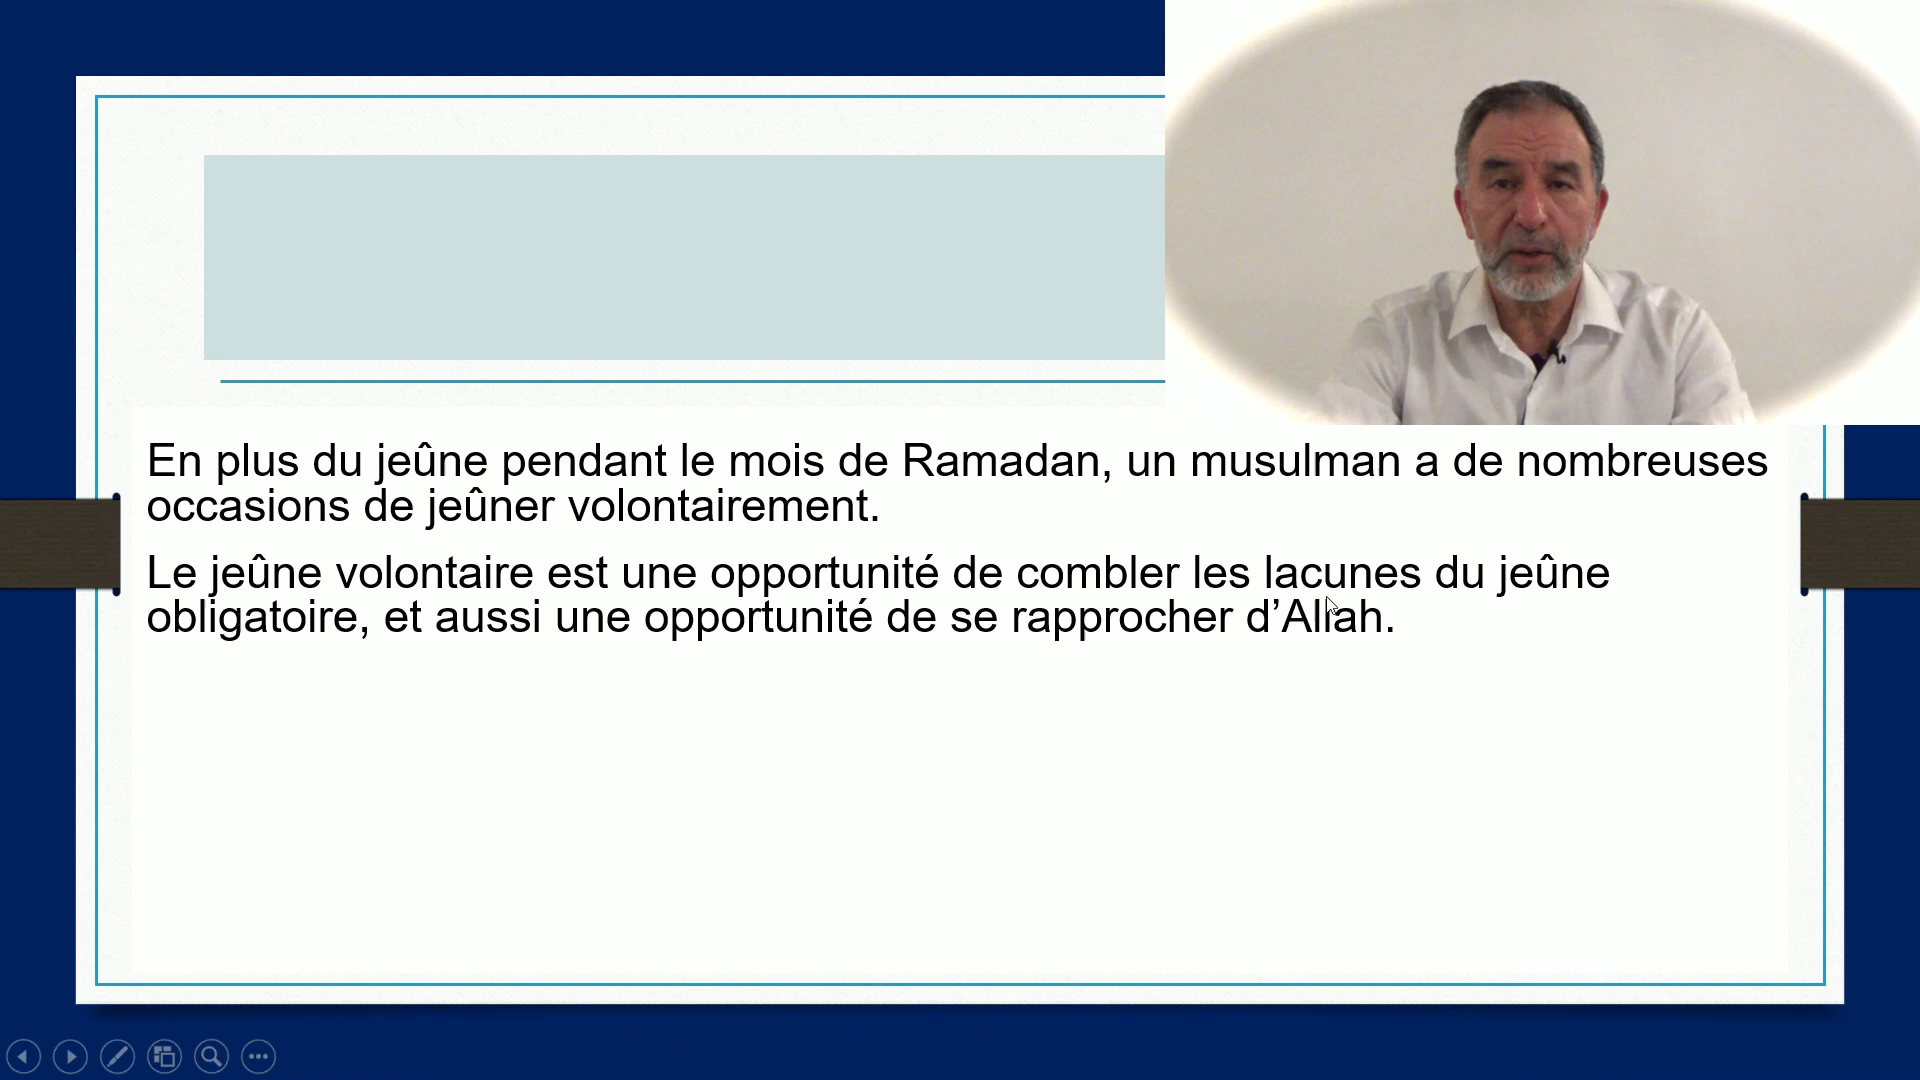 En plus du jeûne pendant le mois de Ramadan, un musulman a de nombreuses
occasions de jeûner volontairement.
Le jeûne volontaire est une opportunité de combler les lacunes du jeûne
obligatoire, et aussi une opportunité de se rapprocher d’Allah.